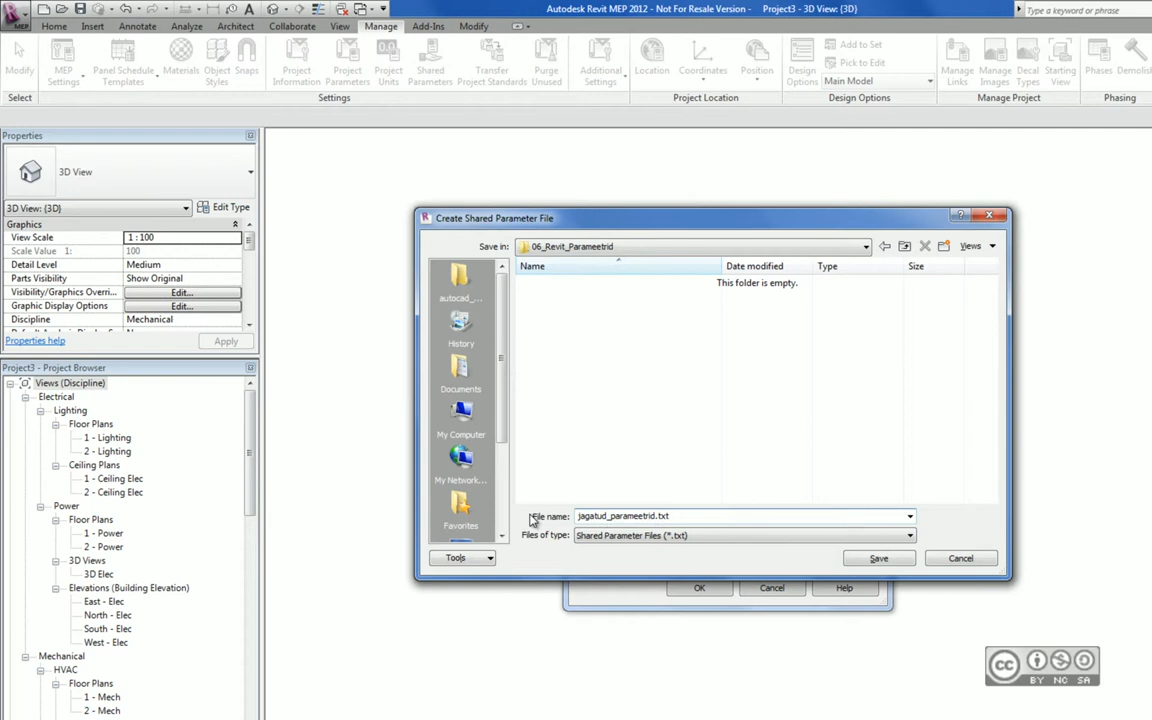 Autodesk Revit MEP 2012 - Not For Resale Version - Project3 - 3D View: {3D}
Type a keyword or phrase
MEP
Home Insert Annotate Analyze Architect Collaborate View Manage Add-Ins Modify
Modify
MEP Settings
Panel Schedule Templates
Materials
Object Styles
Snaps
Project Information
Project Parameters
Project Units
Shared Parameters
Transfer Project Standards
Purge Unused
Additional Settings
Location
Coordinates
Position
Design Options
Add to Set
Pick to Edit
Main Model
Manage Links
Manage Images
Decal Types
Starting View
Phases
Select Settings Project Location Design Options Manage Project Phasing
Properties
3D View
3D View: {3D} Edit Type
Graphics
View Scale 1 : 100
Scale Value 1: 100
Detail Level Medium
Parts Visibility Show Original
Visibility/Graphics Overri... Edit...
Graphic Display Options Edit...
Discipline Mechanical
Properties help Apply
Project3 - Project Browser
Views (Discipline)
Electrical
Lighting
Floor Plans
1 - Lighting
2 - Lighting
Ceiling Plans
1 - Ceiling Elec
2 - Ceiling Elec
Power
Floor Plans
1 - Power
2 - Power
3D Views
3D Elec
Elevations (Building Elevation)
East - Elec
North - Elec
South - Elec
West - Elec
Mechanical
HVAC
Floor Plans
1 - Mech
2 - Mech
Create Shared Parameter File
Save in: 06_Revit_Parameetrid Views
Name Date modified Type Size
This folder is empty.
autocad_...
History
Documents
My Computer
My Network...
Favorites
File name: jagatud_parameetrid.txt
Files of type: Shared Parameter Files (*.txt)
Tools Save Cancel
OK Cancel Help
cc
BY NC SA